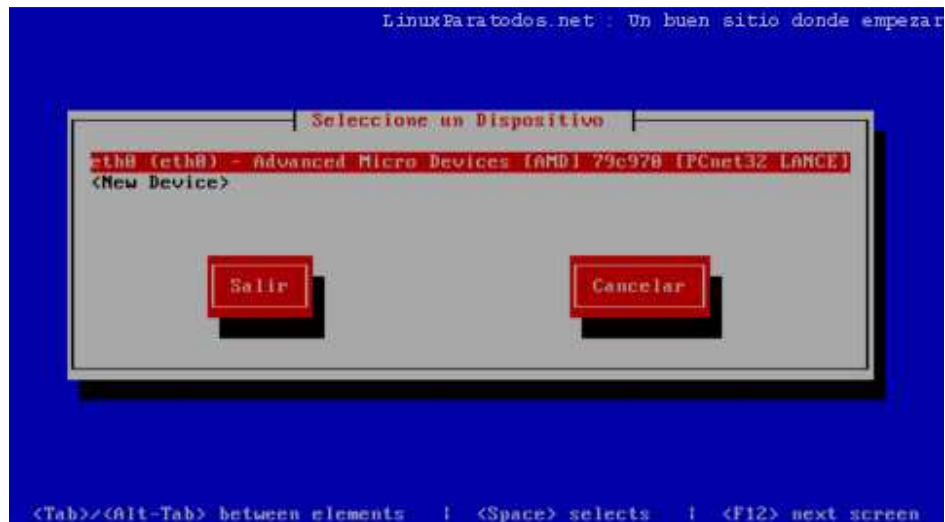 LinuxParatodos.net : Un buen sitio donde empezar
Seleccione un Dispositivo
eth0 (eth0) - Advanced Micro Devices [AMD] 79c970 [PCnet32 LANCE]
<New Device>
Salir
Cancelar
<Tab>/<Alt-Tab> between elements | <Space> selects | <F12> next screen